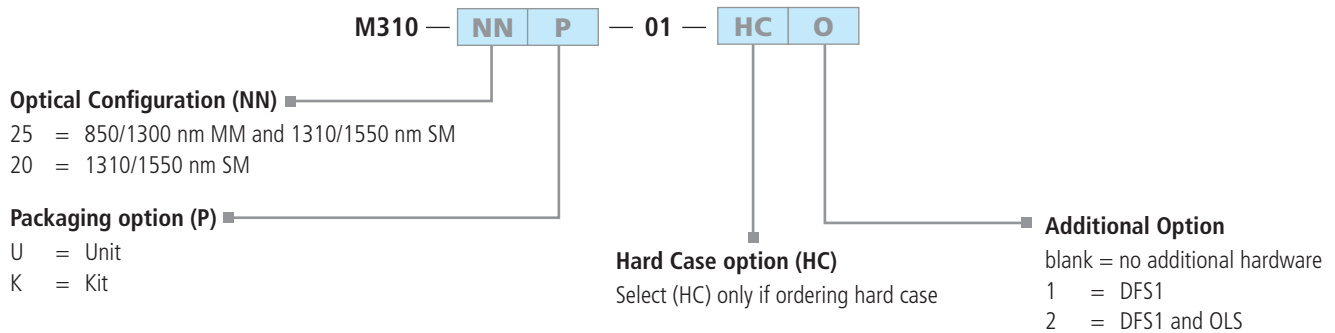 M310 — NN P — 01 — HC O
Optical Configuration (NN)
25 = 850/1300 nm MM and 1310/1550 nm SM
20 = 1310/1550 nm SM
Packaging option (P)
U = Unit
K = Kit
Hard Case option (HC)
Select (HC) only if ordering hard case
Additional Option
blank = no additional hardware
1 = DFS1
2 = DFS1 and OLS